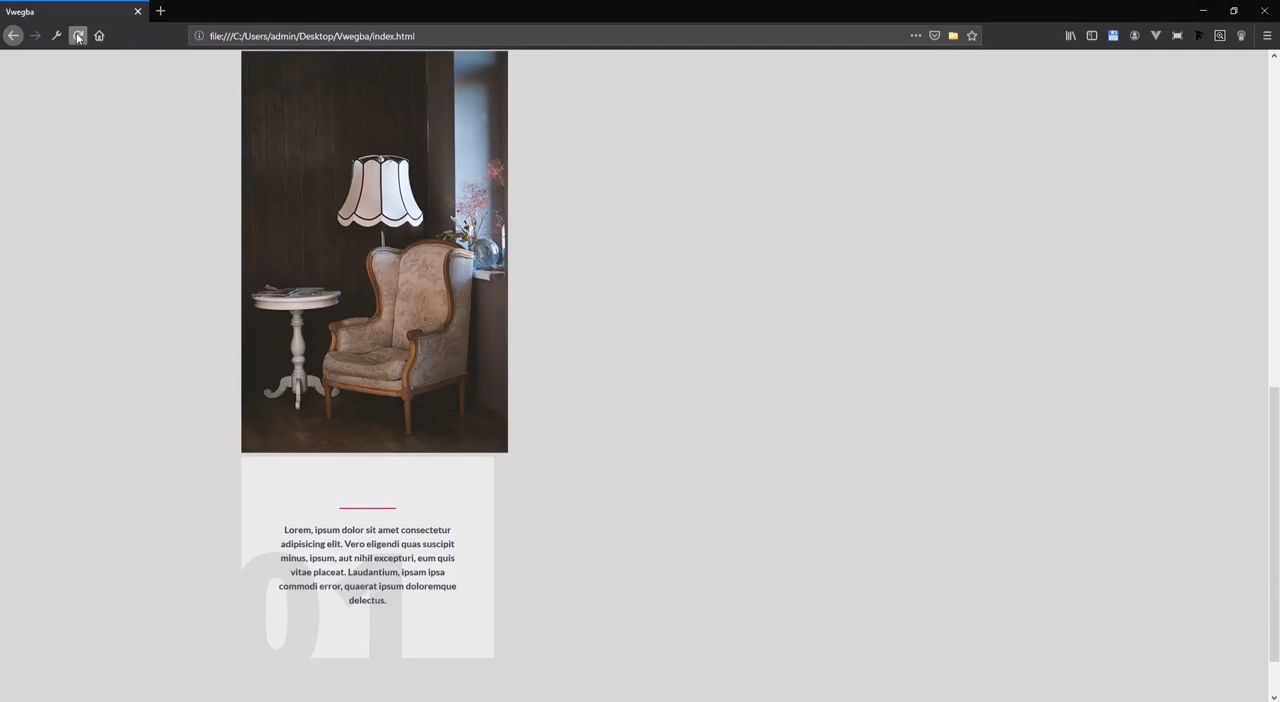 Vwegba
file:///C:/Users/admin/Desktop/Vwegba/index.html
Lorem, ipsum dolor sit amet consectetur
adipisicing elit. Vero eligendi quas suscipit
minus, ipsum, aut nihil excepturi, eum quis
vitae placeat. Laudantium, ipsam ipsa
commodi error, quaerat ipsum doloremque
delectus.
01